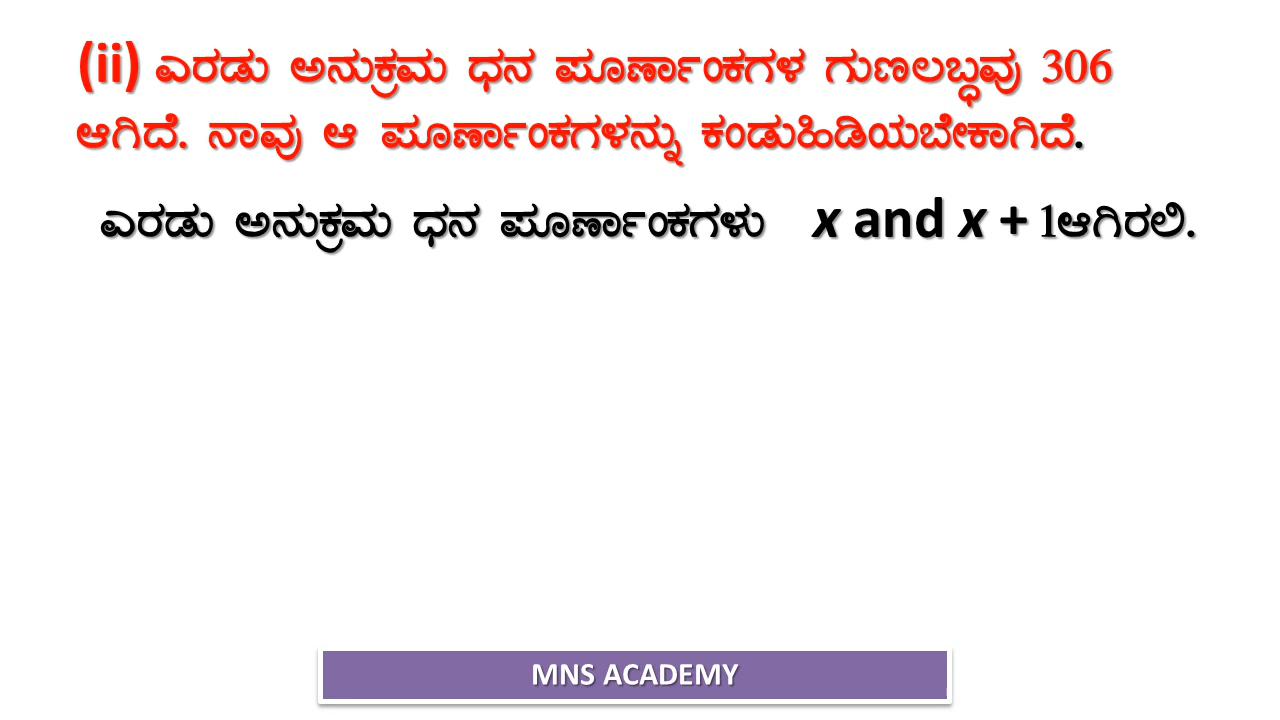 (ii) ಎರಡು ಅನುಕ್ರಮ ಧನ ಪೂರ್ಣಾಂಕಗಳ ಗುಣಲಬ್ಧವು 306
ಆಗಿದೆ. ನಾವು ಆ ಪೂರ್ಣಾಂಕಗಳನ್ನು ಕಂಡುಹಿಡಿಯಬೇಕಾಗಿದೆ.
ಎರಡು ಅನುಕ್ರಮ ಧನ ಪೂರ್ಣಾಂಕಗಳು x and x + 1ಆಗಿರಲಿ.
MNS ACADEMY